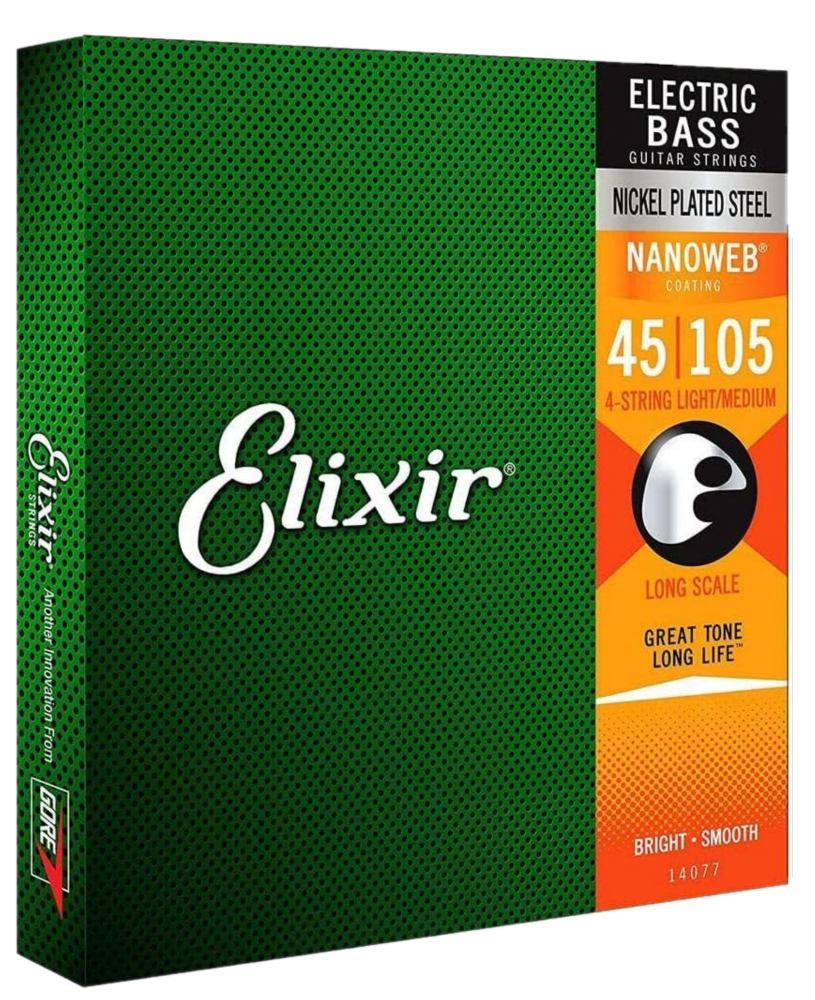 Elixir®
STRINGS
Another Innovation From
GORE
Elixir®
ELECTRIC
BASS
GUITAR STRINGS
NICKEL PLATED STEEL
NANOWEB®
COATING
45|105
4-STRING LIGHT/MEDIUM
LONG SCALE
GREAT TONE
LONG LIFE™
BRIGHT • SMOOTH
14077